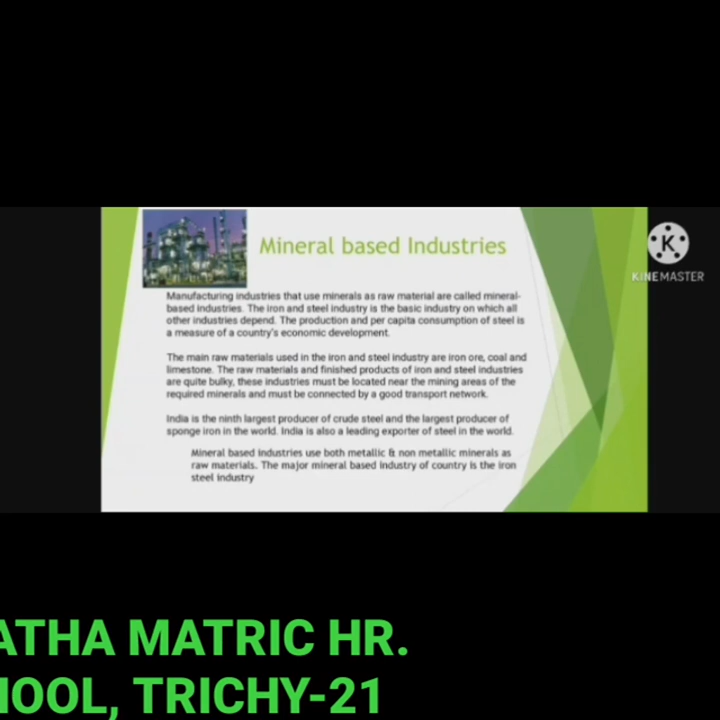 Mineral based Industries
KINEMASTER
Manufacturing industries that use minerals as raw material are called mineral-
based industries. The iron and steel industry is the basic industry on which all
other industries depend. The production and per capita consumption of steel is
a measure of a country's economic development.
The main raw materials used in the iron and steel industry are iron ore, coal and
limestone. The raw materials and finished products of iron and steel industries
are quite bulky, these industries must be located near the mining areas of the
required minerals and must be connected by a good transport network.
India is the ninth largest producer of crude steel and the largest producer of
sponge iron in the world. India is also a leading exporter of steel in the world.
Mineral based industries use both metallic & non metallic minerals as
raw materials. The major mineral based industry of country is the iron
steel industry
ATHA MATRIC HR.
HOOL, TRICHY-21